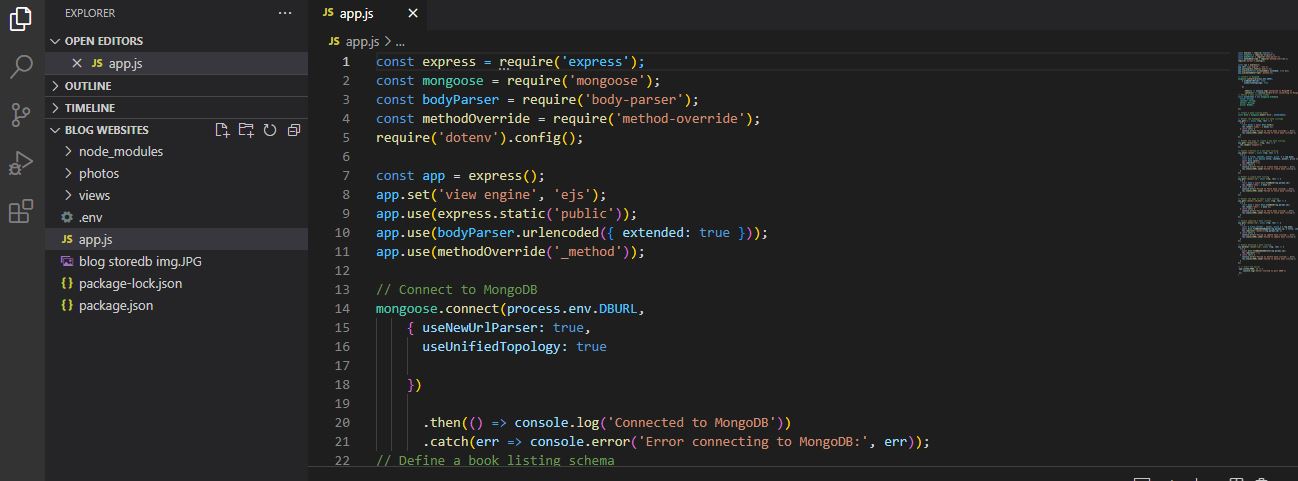 EXPLORER
OPEN EDITORS
JS app.js
OUTLINE
TIMELINE
BLOG WEBSITES
node_modules
photos
views
.env
JS app.js
blog storedb img.JPG
{} package-lock.json
{} package.json
JS app.js
JS app.js > ...
1 const express = require('express');
2 const mongoose = require('mongoose');
3 const bodyParser = require('body-parser');
4 const methodOverride = require('method-override');
5 require('dotenv').config();
6
7 const app = express();
8 app.set('view engine', 'ejs');
9 app.use(express.static('public'));
10 app.use(bodyParser.urlencoded({ extended: true }));
11 app.use(methodOverride('_method'));
12
13 // Connect to MongoDB
14 mongoose.connect(process.env.DBURL,
15 { useNewUrlParser: true,
16 useUnifiedTopology: true
17
18 })
19
20 .then(() => console.log('Connected to MongoDB'))
21 .catch(err => console.error('Error connecting to MongoDB:', err));
22 // Define a book listing schema